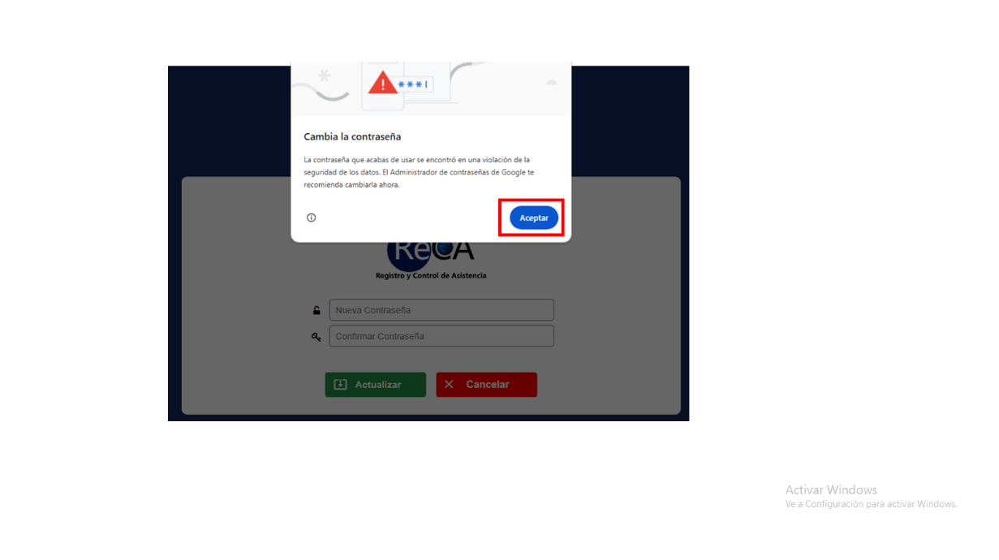 ***|
Cambia la contraseña
La contraseña que acabas de usar se encontró en una violación de la
seguridad de los datos. El Administrador de contraseñas de Google te
recomienda cambiarla ahora.
Aceptar
ReCA
Registro y Control de Asistencia
Nueva Contraseña
Confirmar Contraseña
Actualizar
Cancelar
Activar Windows
Ve a Configuración para activar Windows.